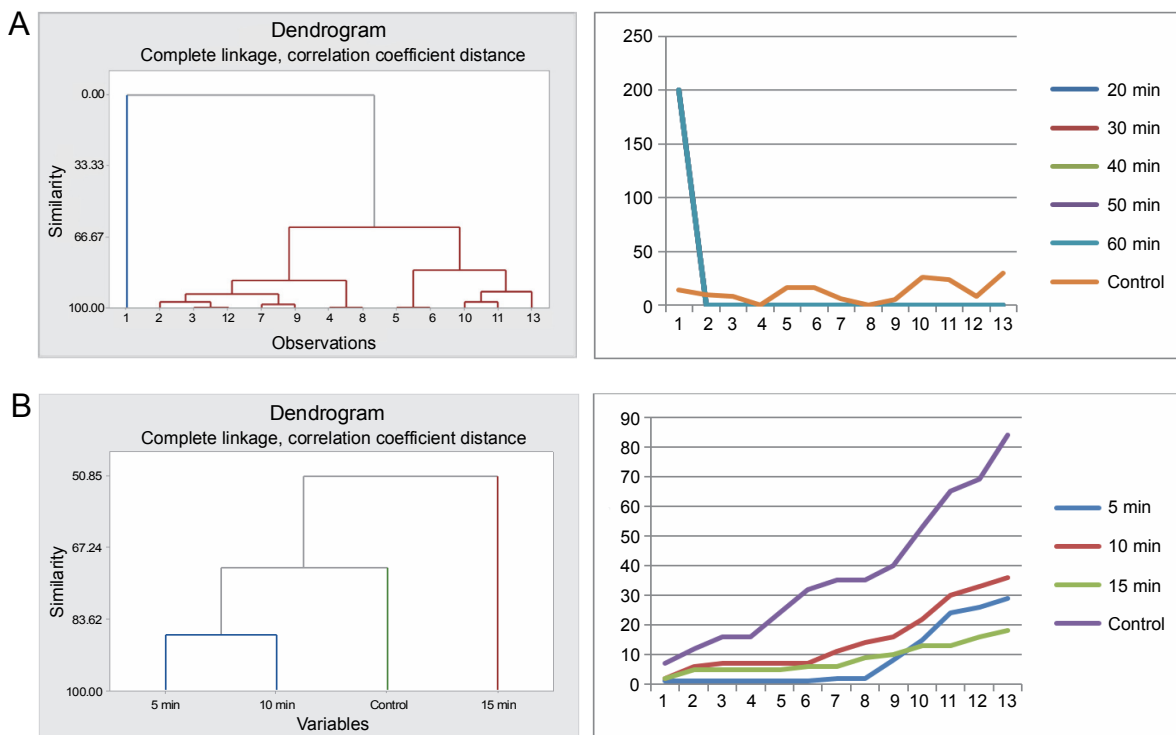 A
Dendrogram
Complete linkage, correlation coefficient distance
0.00
33.33
66.67
100.00
Similarity
1 2 3 12 7 9 4 8 5 6 10 11 13
Observations
250
200
150
100
50
0
1 2 3 4 5 6 7 8 9 10 11 12 13
20 min
30 min
40 min
50 min
60 min
Control
B
Dendrogram
Complete linkage, correlation coefficient distance
50.85
67.24
83.62
100.00
Similarity
5 min 10 min Control 15 min
Variables
90
80
70
60
50
40
30
20
10
0
1 2 3 4 5 6 7 8 9 10 11 12 13
5 min
10 min
15 min
Control